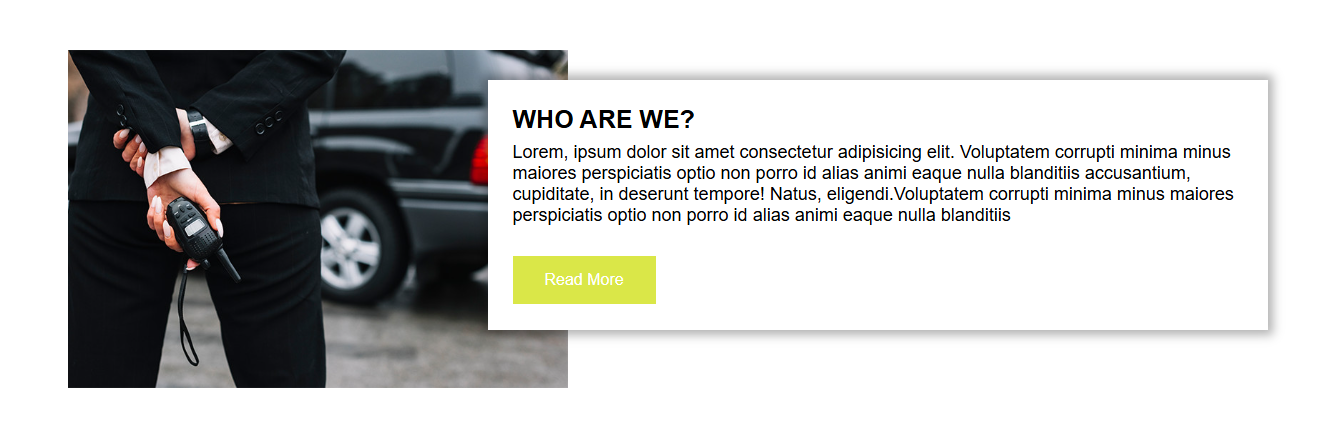 WHO ARE WE?
Lorem, ipsum dolor sit amet consectetur adipisicing elit. Voluptatem corrupti minima minus
maiores perspiciatis optio non porro id alias animi eaque nulla blanditiis accusantium,
cupiditate, in deserunt tempore! Natus, eligendi.Voluptatem corrupti minima minus maiores
perspiciatis optio non porro id alias animi eaque nulla blanditiis
Read More